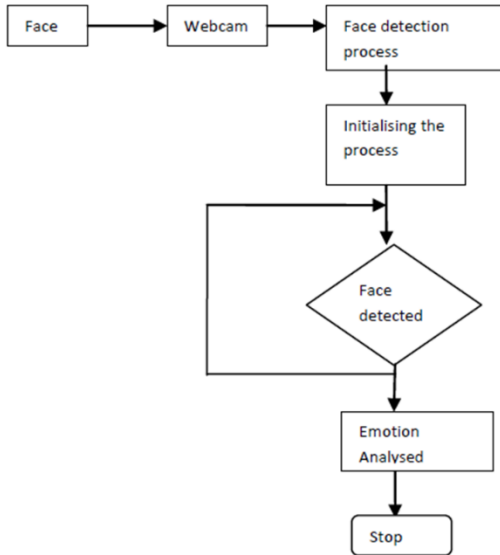 Face
Webcam
Face detection
process
Initialising the
process
Face
detected
Emotion
Analysed
Stop